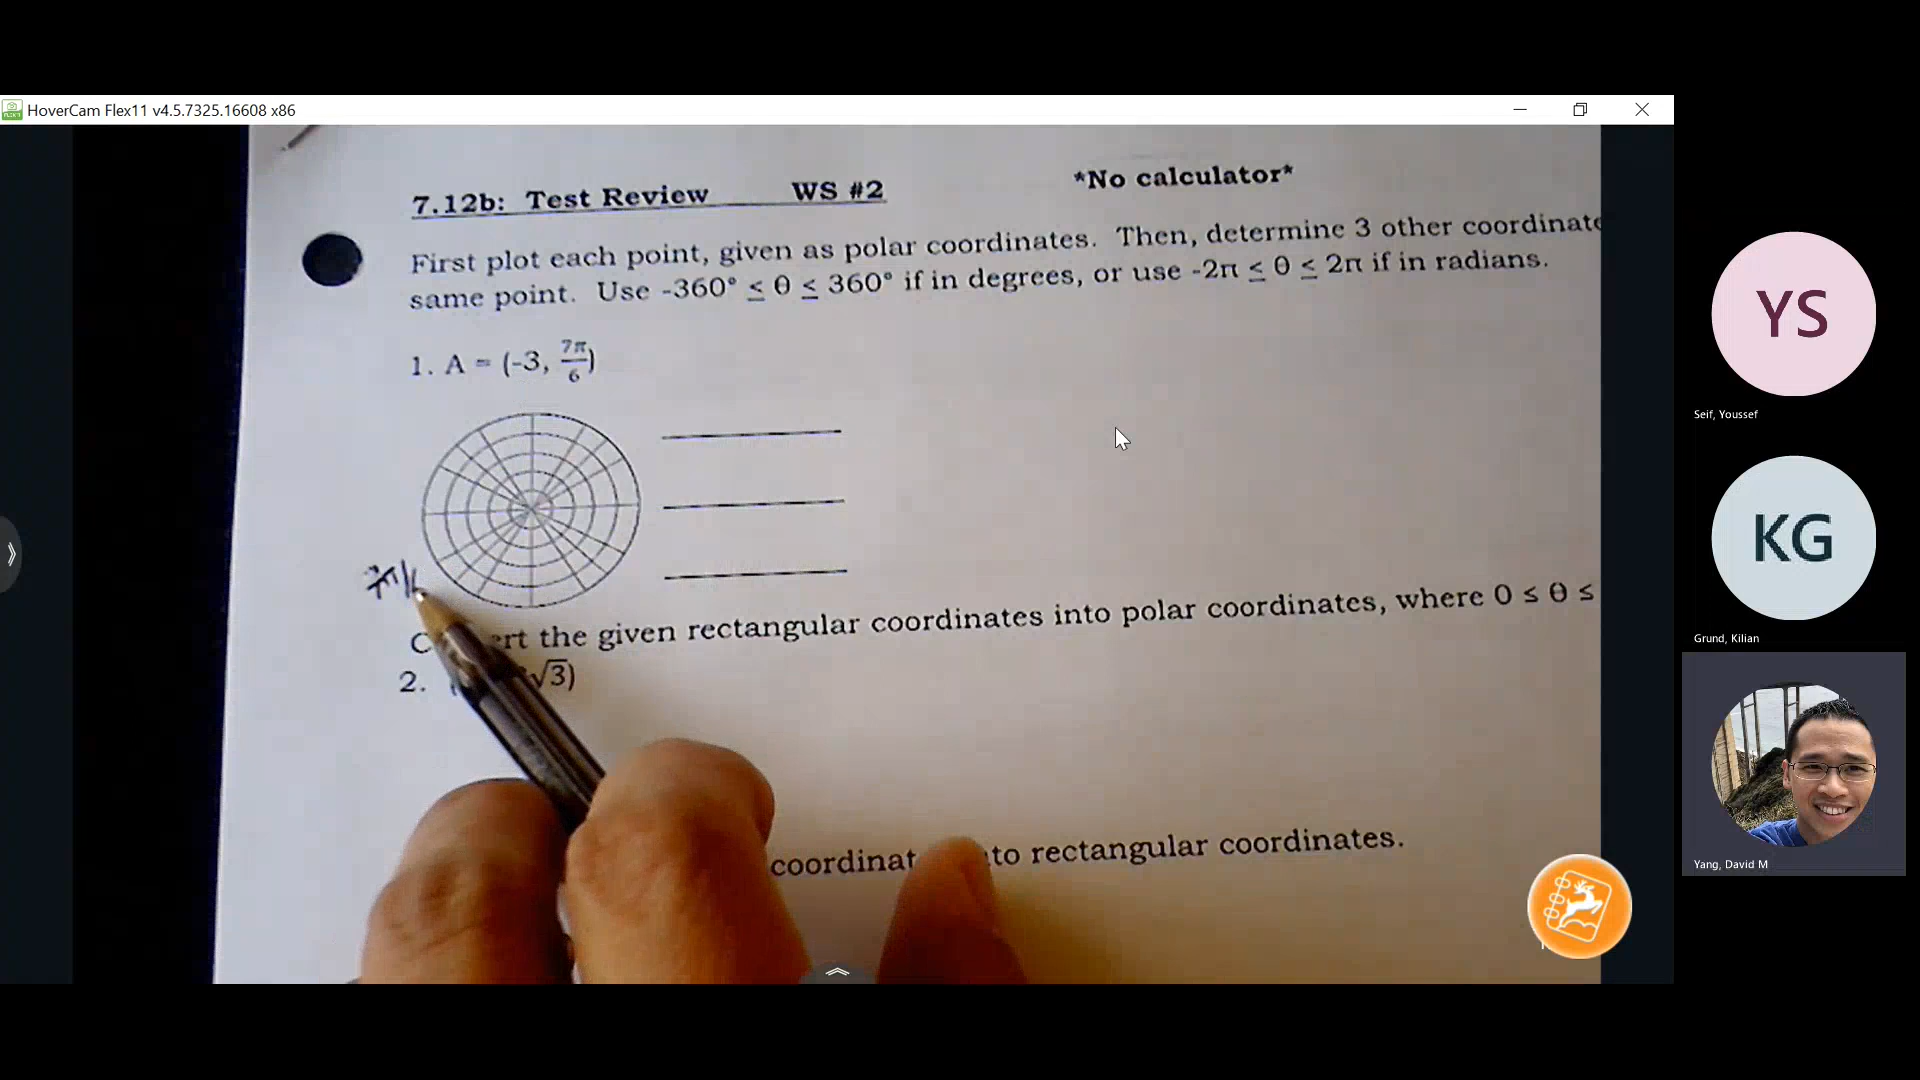 HoverCam Flex11 v4.5.7325.16608 x86
7.12b: Test Review WS #2
*No calculator*
First plot each point, given as polar coordinates. Then, determine 3 other coordinate
same point. Use -360° ≤ θ ≤ 360° if in degrees, or use -2π ≤ θ ≤ 2π if in radians.
1. A = (-3, 7π/6)
7π/
the given rectangular coordinates into polar coordinates, where 0 ≤ θ ≤
2. √3)
coordinat to rectangular coordinates.
YS
Seif, Youssef
KG
Grund, Kilian
Yang, David M